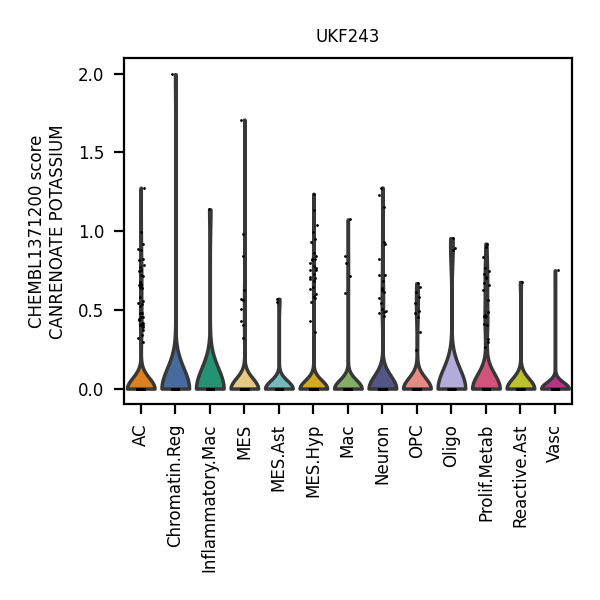 UKF243
CHEMBL1371200 score
CANRENOATE POTASSIUM
2.0
1.5
1.0
0.5
0.0
AC
Chromatin.Reg
Inflammatory.Mac
MES
MES.Ast
MES.Hyp
Mac
Neuron
OPC
Oligo
Prolif.Metab
Reactive.Ast
Vasc